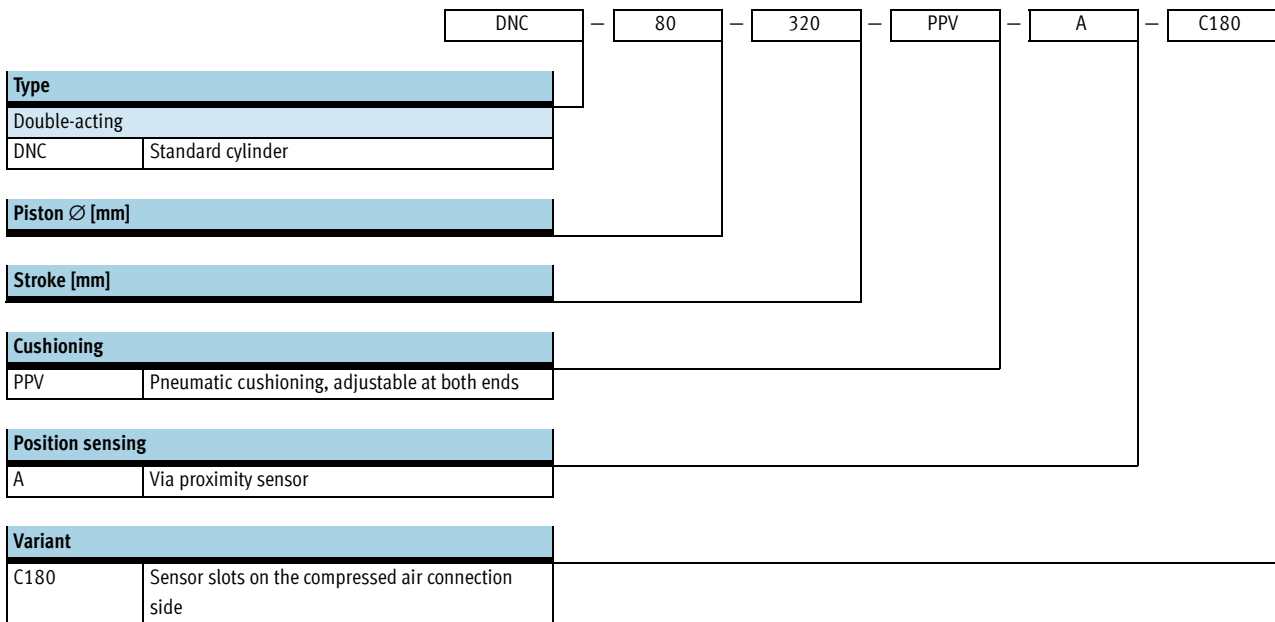 DNC – 80 – 320 – PPV – A – C180
Type
Double-acting
DNC Standard cylinder
Piston ∅ [mm]
Stroke [mm]
Cushioning
PPV Pneumatic cushioning, adjustable at both ends
Position sensing
A Via proximity sensor
Variant
C180 Sensor slots on the compressed air connection
side